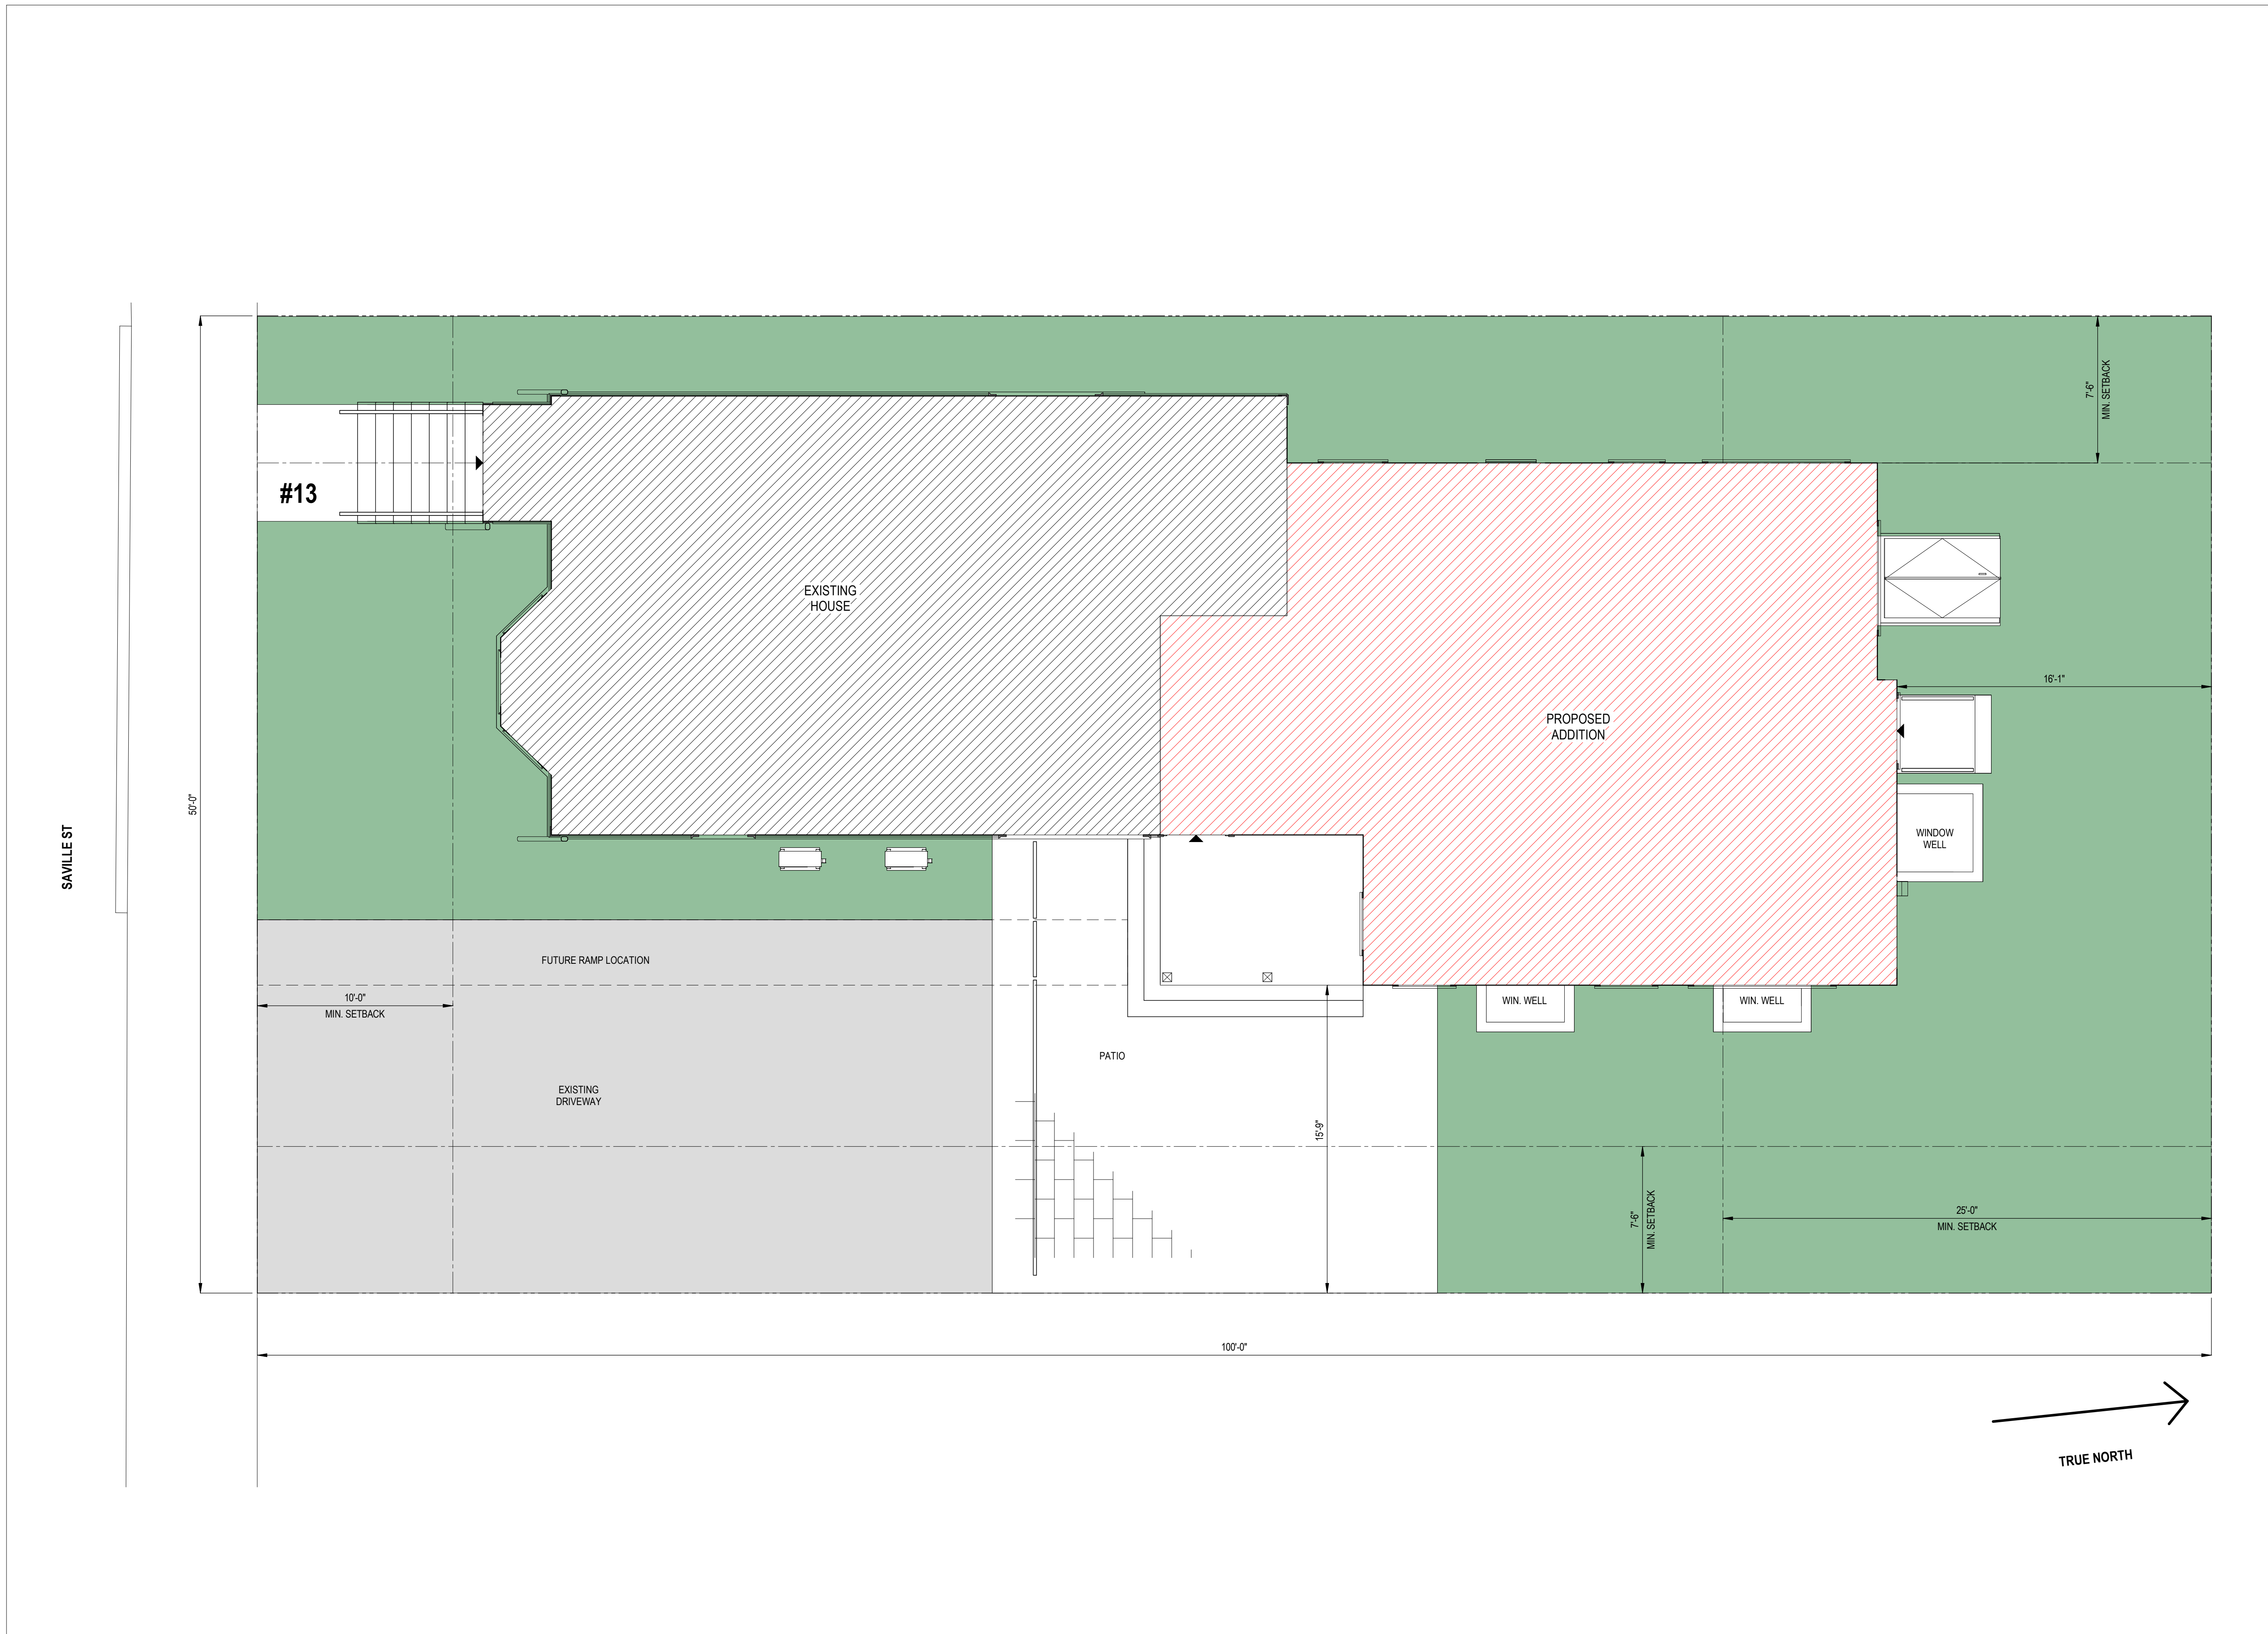 7'-6"
MIN. SETBACK
#13
EXISTING
HOUSE
16'-1"
PROPOSED
ADDITION
50'-0"
SAVILLE ST
WINDOW
WELL
FUTURE RAMP LOCATION
10'-0"
MIN. SETBACK
WIN. WELL
WIN. WELL
PATIO
EXISTING
DRIVEWAY
15'-9"
7'-6"
MIN. SETBACK
25'-0"
MIN. SETBACK
100'-0"
TRUE NORTH